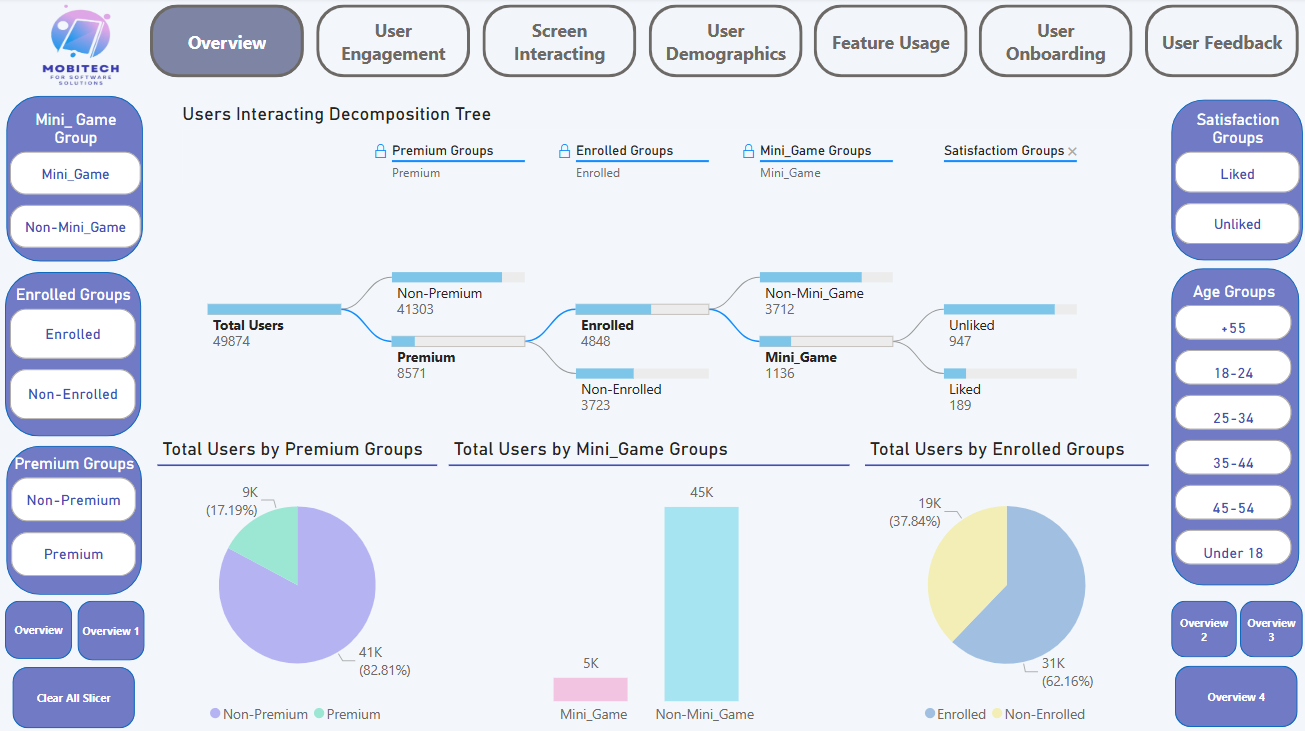 MOBITECH
FOR SOFTWARE
SOLUTIONS
Overview
User
Engagement
Screen
Interacting
User
Demographics
Feature Usage
User
Onboarding
User Feedback
Mini_ Game
Group
Mini_Game
Non-Mini_Game
Enrolled Groups
Enrolled
Non-Enrolled
Premium Groups
Non-Premium
Premium
Overview
Overview 1
Clear All Slicer
Users Interacting Decomposition Tree
Premium Groups
Premium
Enrolled Groups
Enrolled
Mini_Game Groups
Mini_Game
Satisfactiom Groups
Total Users
49874
Non-Premium
41303
Premium
8571
Enrolled
4848
Non-Enrolled
3723
Non-Mini_Game
3712
Mini_Game
1136
Unliked
947
Liked
189
Total Users by Premium Groups
9K
(17.19%)
41K
(82.81%)
Non-Premium Premium
Total Users by Mini_Game Groups
45K
5K
Mini_Game Non-Mini_Game
Total Users by Enrolled Groups
19K
(37.84%)
31K
(62.16%)
Enrolled Non-Enrolled
Satisfaction
Groups
Liked
Unliked
Age Groups
+55
18-24
25-34
35-44
45-54
Under 18
Overview
2
Overview
3
Overview 4